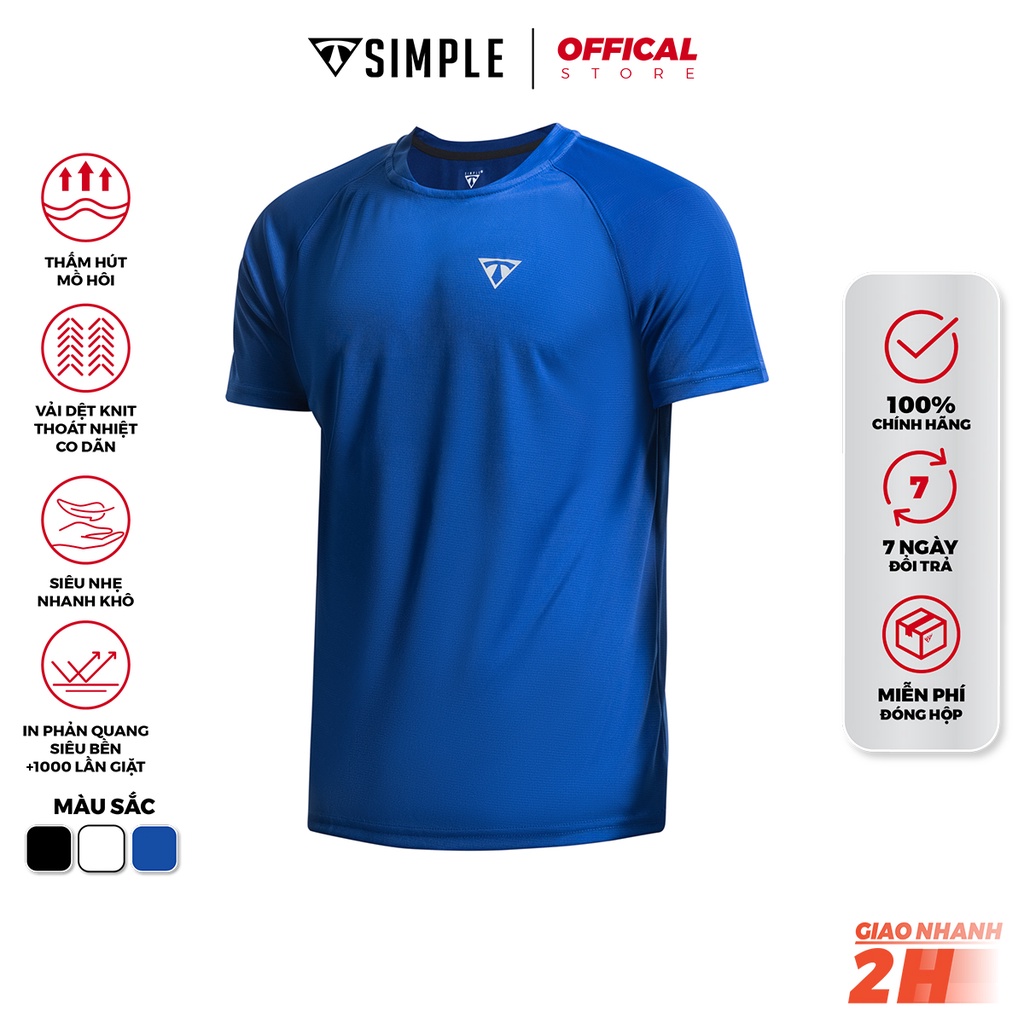 SIMPLE
OFFICAL
STORE
SIMPLE
THẤM HÚT
MỒ HÔI
VẢI DỆT KNIT
THOÁT NHIỆT
CO DÃN
SIÊU NHẸ
NHANH KHÔ
IN PHẢN QUANG
SIÊU BỀN
+1000 LẦN GIẶT
MÀU SẮC
100%
CHÍNH HÃNG
7
7 NGÀY
ĐỔI TRẢ
MIỄN PHÍ
ĐÓNG HỘP
GIAO NHANH
2H